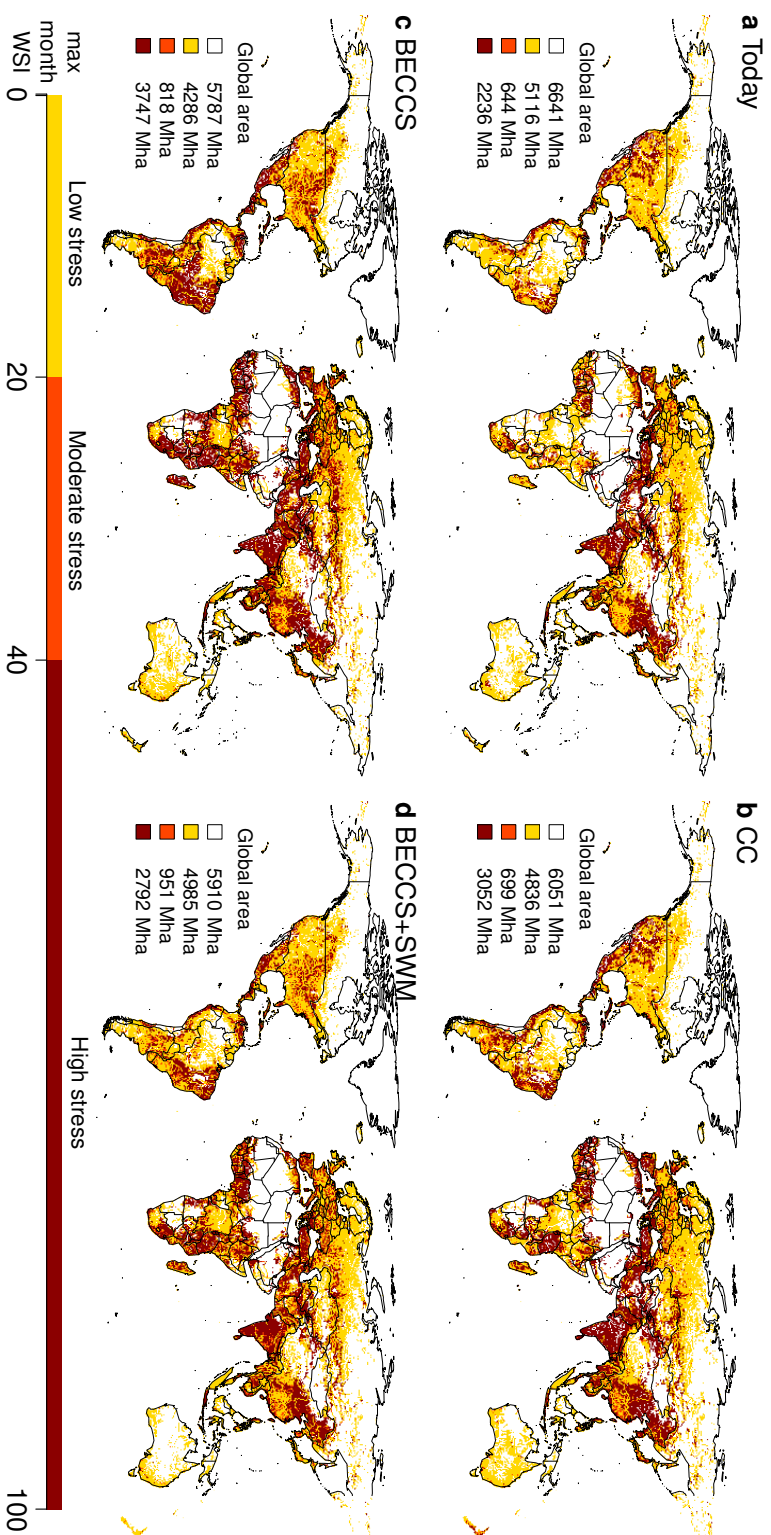 a Today
Global area
6641 Mha
5116 Mha
644 Mha
2236 Mha
b CC
Global area
6051 Mha
4836 Mha
699 Mha
3052 Mha
c BECCS
Global area
5787 Mha
4286 Mha
818 Mha
3747 Mha
d BECCS+SWM
Global area
5910 Mha
4985 Mha
951 Mha
2792 Mha
max
month
WSI
Low stress
Moderate stress
High stress
0
20
40
100